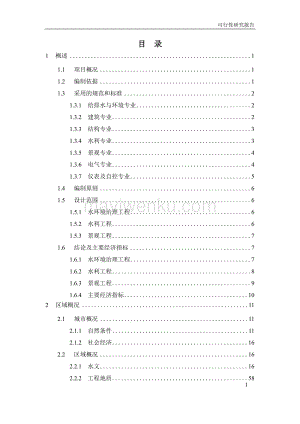 可行性研究报告
目 录
1 概述 1
1.1 项目概况 1
1.2 编制依据 1
1.3 采用的规范和标准 2
1.3.1 给排水与环境专业 2
1.3.2 建筑专业 2
1.3.3 结构专业 2
1.3.4 水利专业 2
1.3.5 景观专业 4
1.3.6 电气专业 4
1.3.7 仪表及自控专业 4
1.4 编制原则 6
1.5 设计范围 6
1.5.1 水环境治理工程 6
1.5.2 水利工程 6
1.5.3 景观工程 6
1.6 结论及主要经济指标 7
1.6.1 水环境治理工程 7
1.6.2 水利工程 7
1.6.3 景观工程 7
1.6.4 主要经济指标 10
2 区域概况 11
2.1 城市概况 11
2.1.1 自然条件 11
2.1.2 社会经济 16
2.2 区域概况 16
2.2.1 水文 16
2.2.2 工程地质 58
1